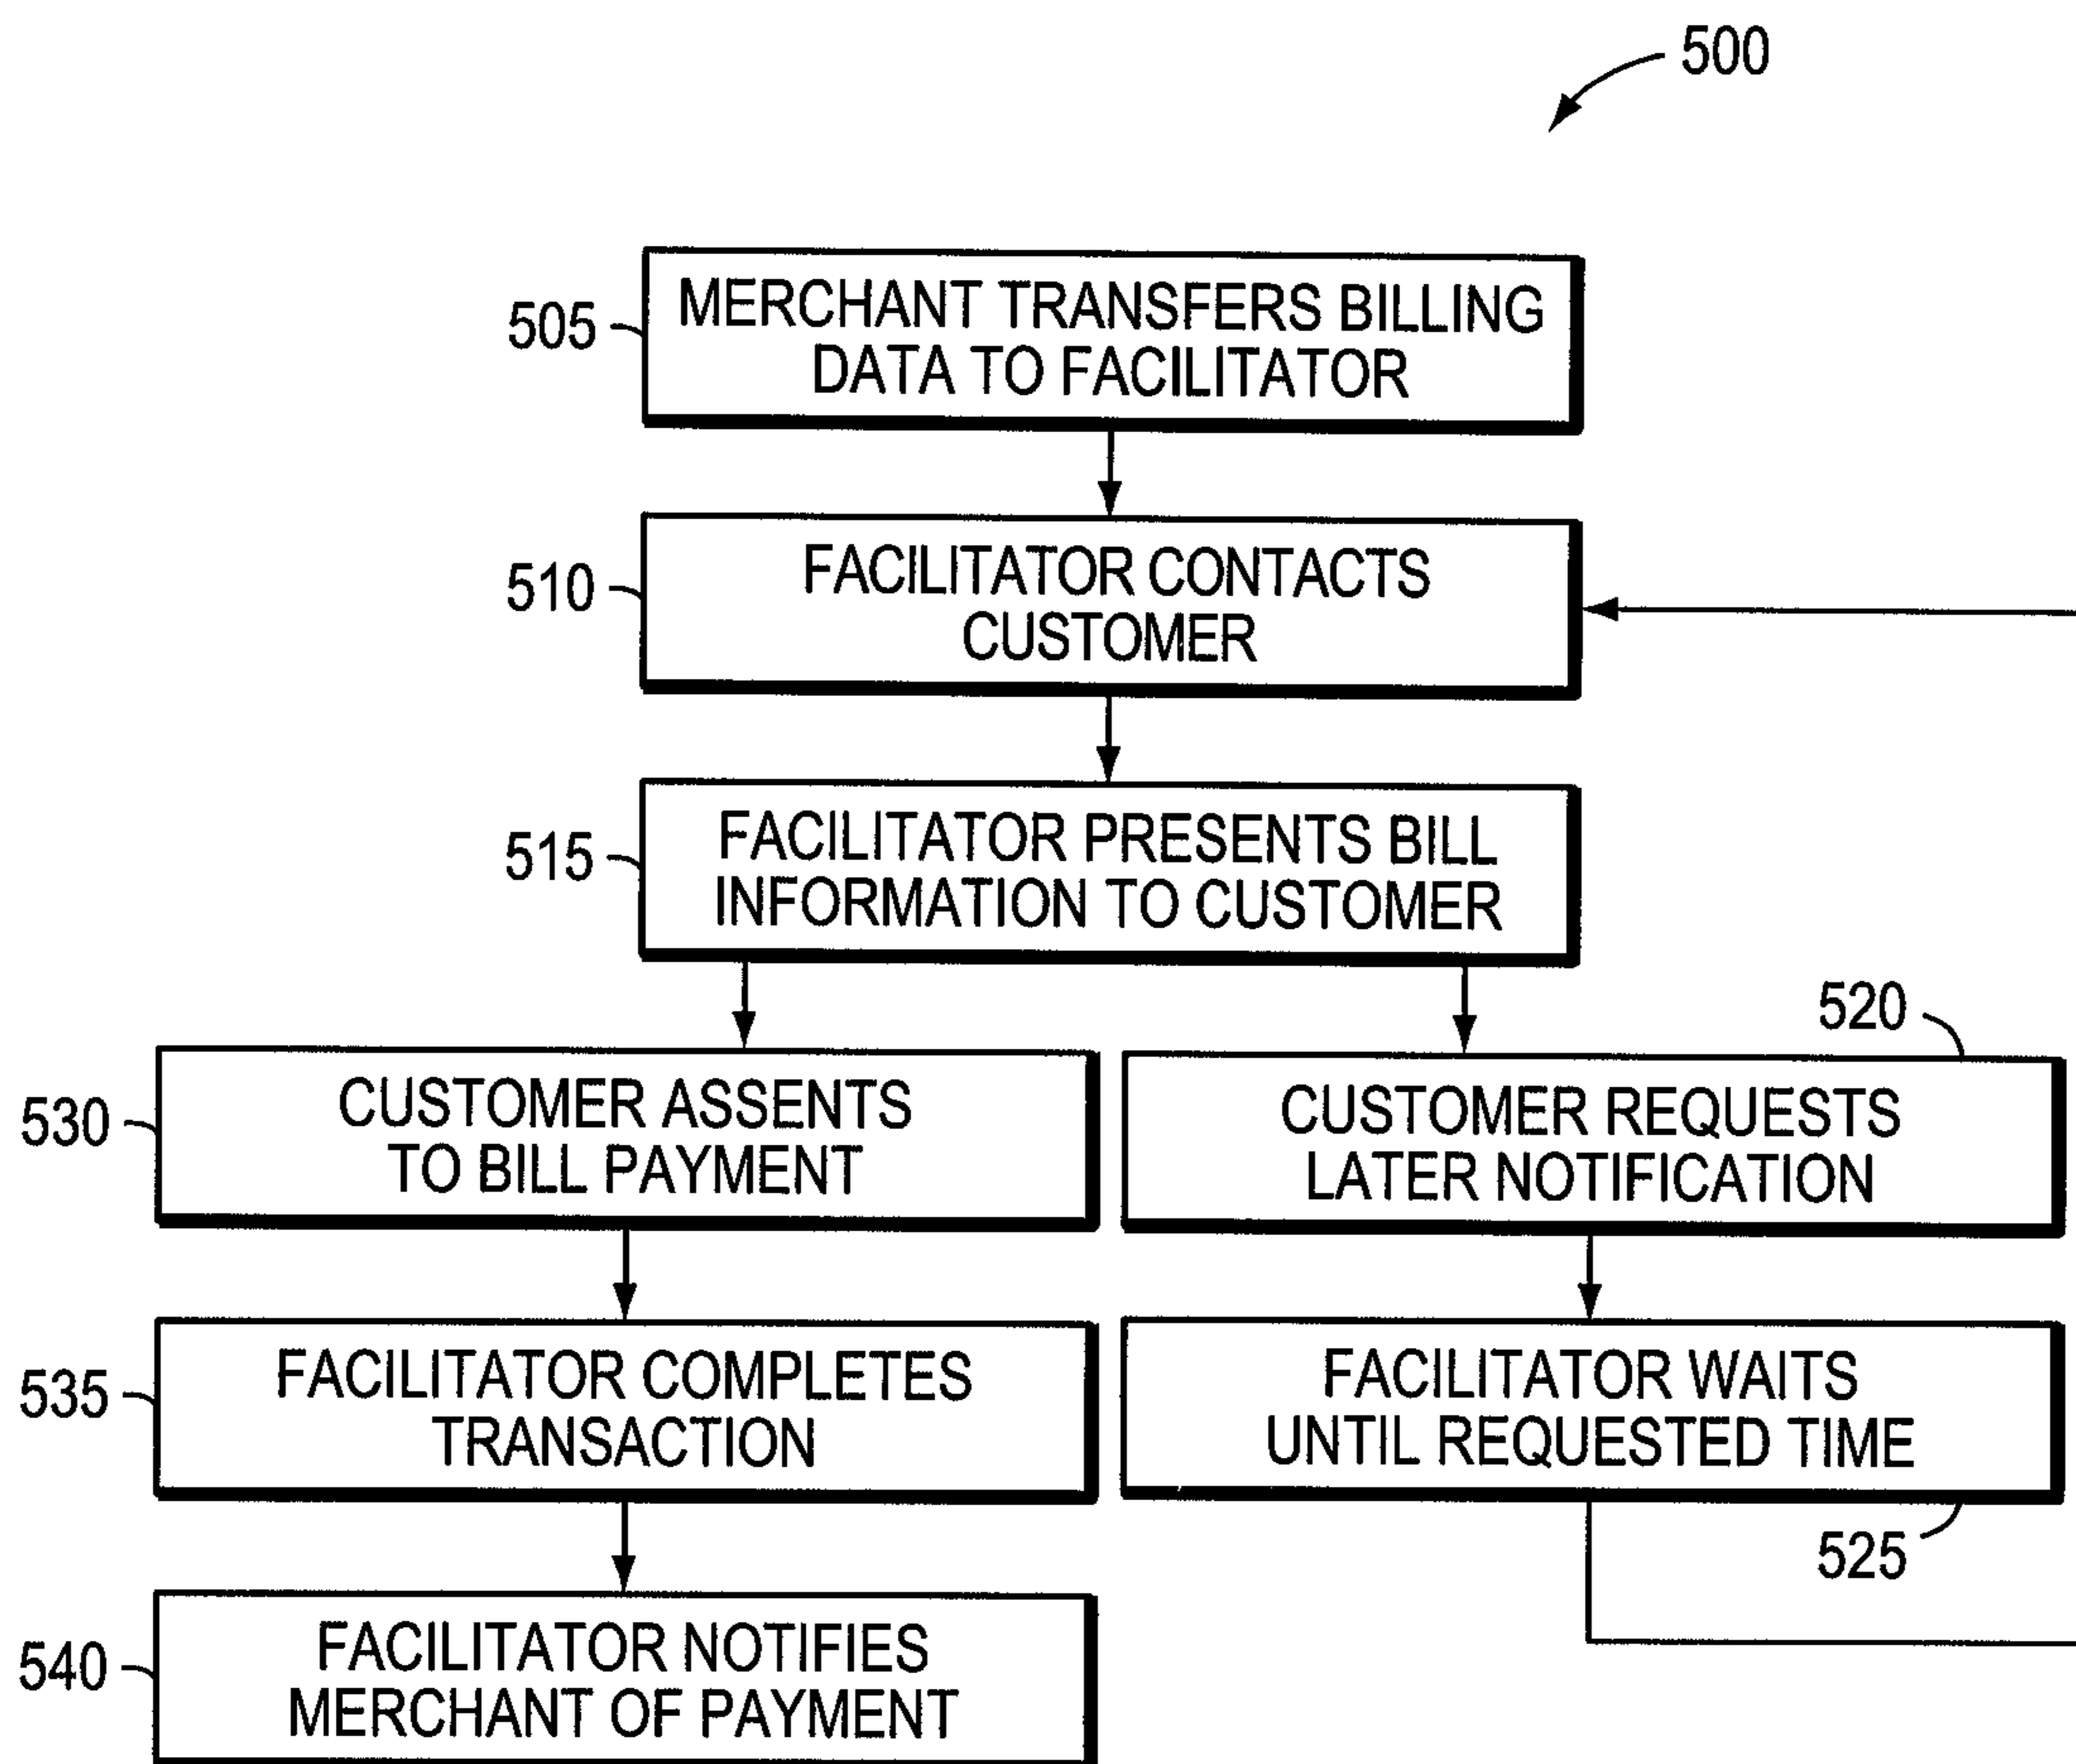 500
505
MERCHANT TRANSFERS BILLING
DATA TO FACILITATOR
510
FACILITATOR CONTACTS
CUSTOMER
515
FACILITATOR PRESENTS BILL
INFORMATION TO CUSTOMER
530
CUSTOMER ASSENTS
TO BILL PAYMENT
520
CUSTOMER REQUESTS
LATER NOTIFICATION
535
FACILITATOR COMPLETES
TRANSACTION
FACILITATOR WAITS
UNTIL REQUESTED TIME
525
540
FACILITATOR NOTIFIES
MERCHANT OF PAYMENT